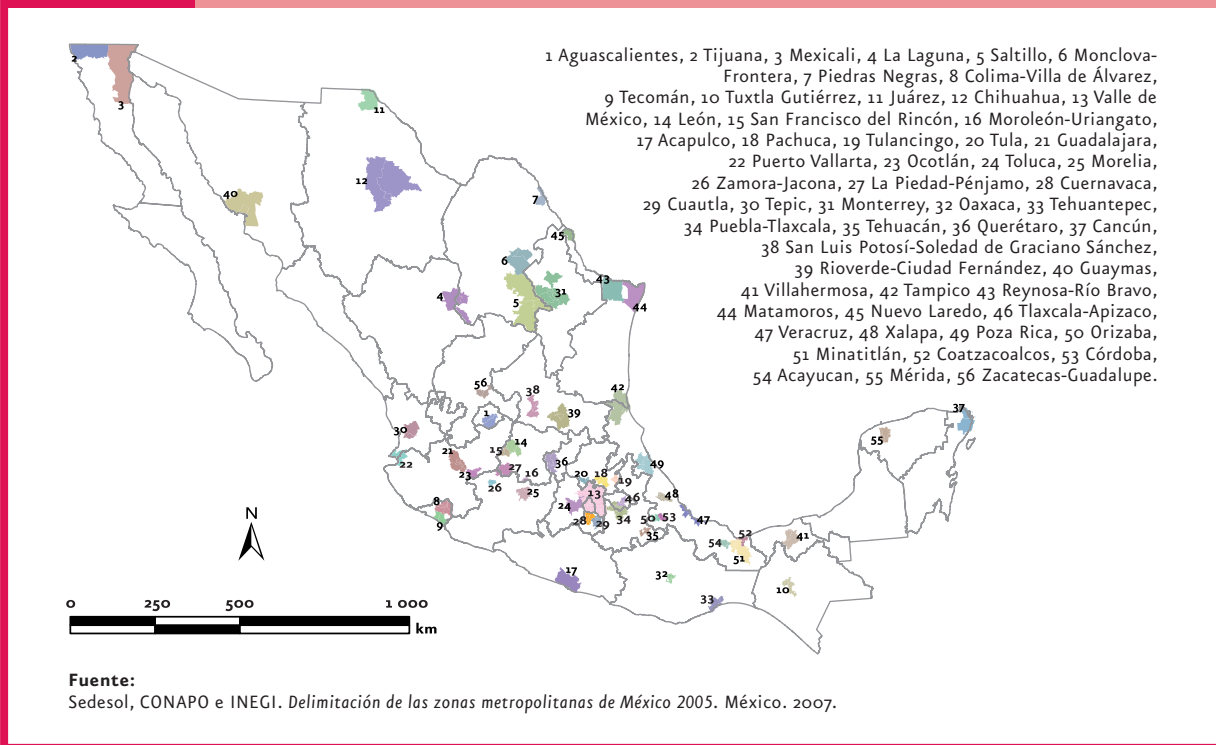 1 Aguascalientes, 2 Tijuana, 3 Mexicali, 4 La Laguna, 5 Saltillo, 6 Monclova-
Frontera, 7 Piedras Negras, 8 Colima-Villa de Álvarez,
9 Tecomán, 10 Tuxtla Gutiérrez, 11 Juárez, 12 Chihuahua, 13 Valle de
México, 14 León, 15 San Francisco del Rincón, 16 Moroleón-Uriangato,
17 Acapulco, 18 Pachuca, 19 Tulancingo, 20 Tula, 21 Guadalajara,
22 Puerto Vallarta, 23 Ocotlán, 24 Toluca, 25 Morelia,
26 Zamora-Jacona, 27 La Piedad-Pénjamo, 28 Cuernavaca,
29 Cuautla, 30 Tepic, 31 Monterrey, 32 Oaxaca, 33 Tehuantepec,
34 Puebla-Tlaxcala, 35 Tehuacán, 36 Querétaro, 37 Cancún,
38 San Luis Potosí-Soledad de Graciano Sánchez,
39 Rioverde-Ciudad Fernández, 40 Guaymas,
41 Villahermosa, 42 Tampico 43 Reynosa-Río Bravo,
44 Matamoros, 45 Nuevo Laredo, 46 Tlaxcala-Apizaco,
47 Veracruz, 48 Xalapa, 49 Poza Rica, 50 Orizaba,
51 Minatitlán, 52 Coatzacoalcos, 53 Córdoba,
54 Acayucan, 55 Mérida, 56 Zacatecas-Guadalupe.
2
3
11
12
40
7
45
6
4
5
31
43
44
56
38
42
1
39
37
30
55
14
21
15
22
23
27
16
36
49
20
18
19
26
25
13
46
48
8
24
9
28
29
34
50
53
47
35
54
52
51
41
17
32
33
10
N
0 250 500 1 000
km
Fuente:
Sedesol, CONAPO e INEGI. Delimitación de las zonas metropolitanas de México 2005. México. 2007.